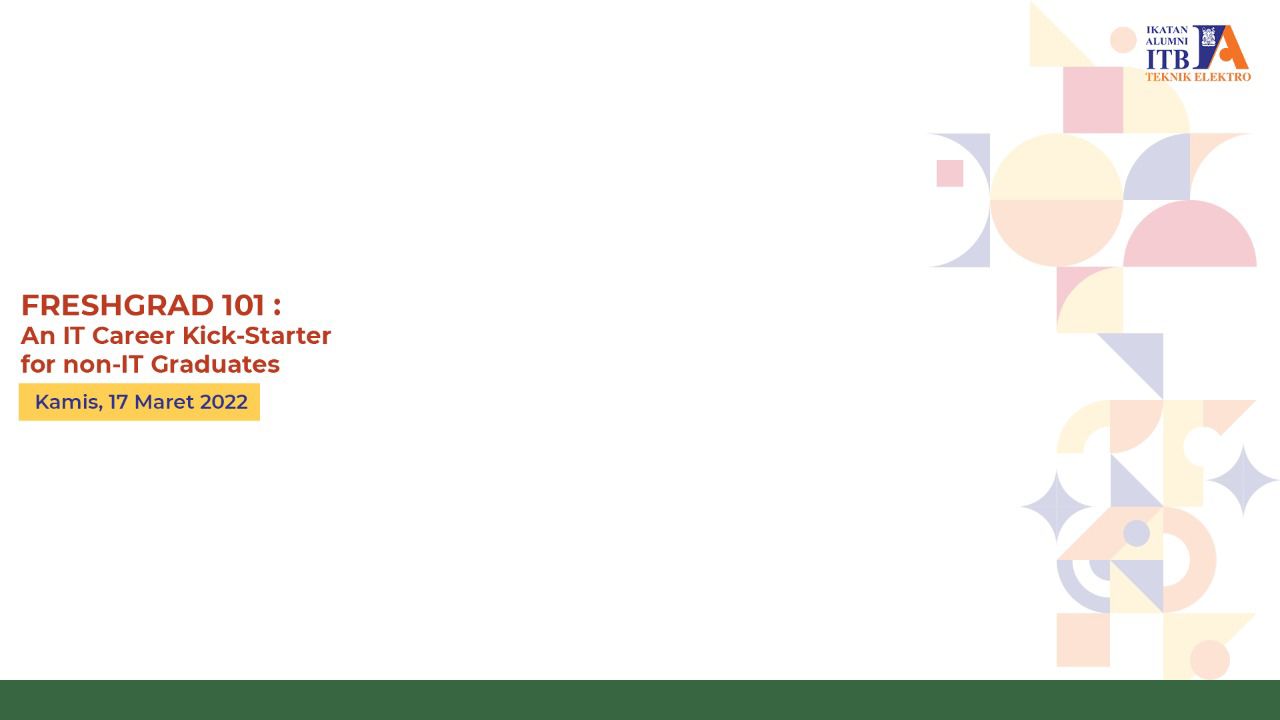 IKATAN
ALUMNI
ITB IA
TEKNIK ELEKTRO
FRESHGRAD 101 :
An IT Career Kick-Starter
for non-IT Graduates
Kamis, 17 Maret 2022